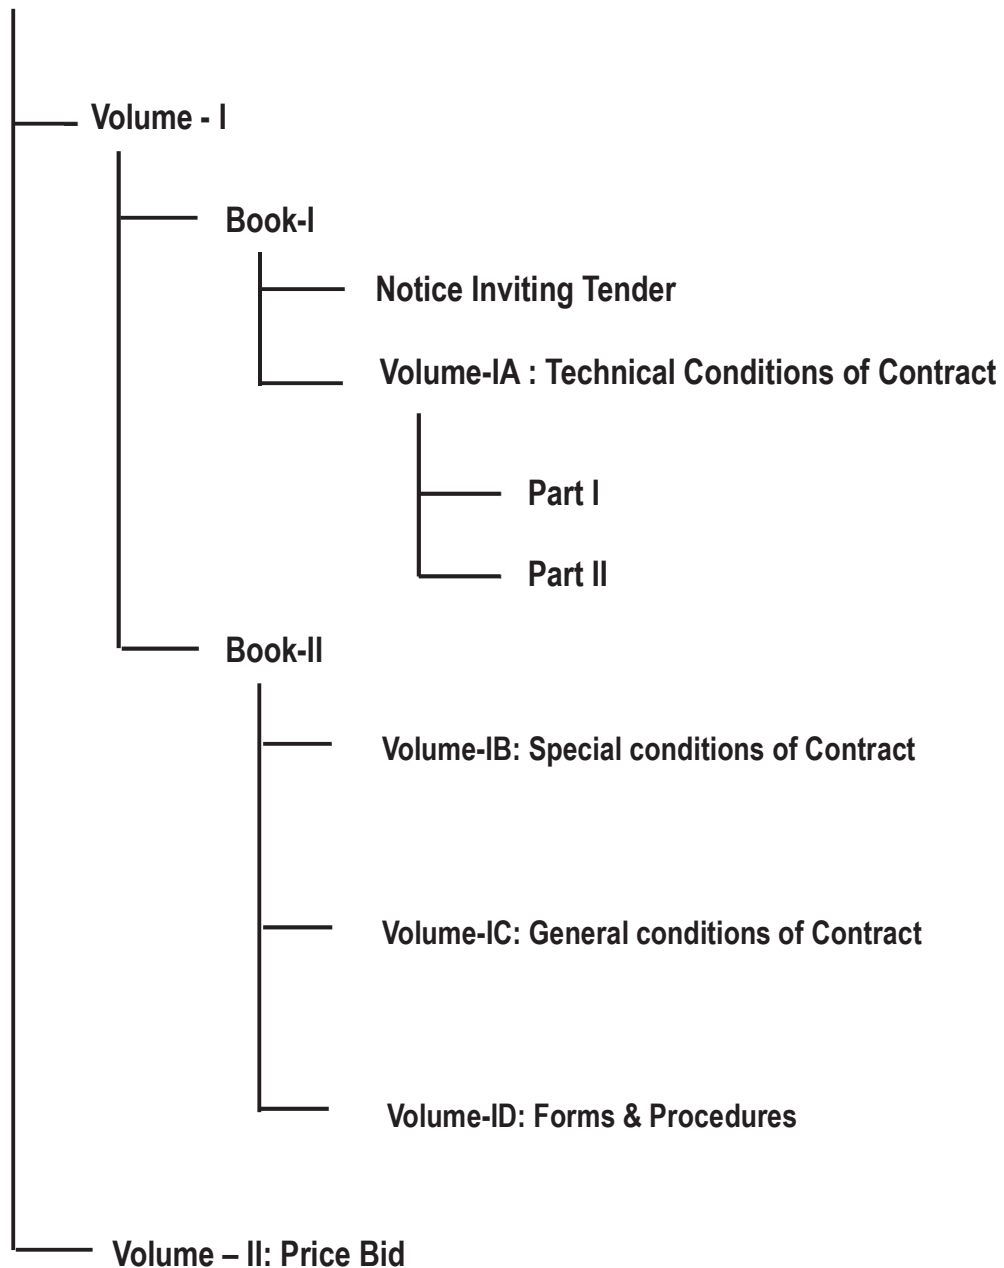 Volume - I
Book-I
Notice Inviting Tender
Volume-IA : Technical Conditions of Contract
Part I
Part II
Book-II
Volume-IB: Special conditions of Contract
Volume-IC: General conditions of Contract
Volume-ID: Forms & Procedures
Volume – II: Price Bid